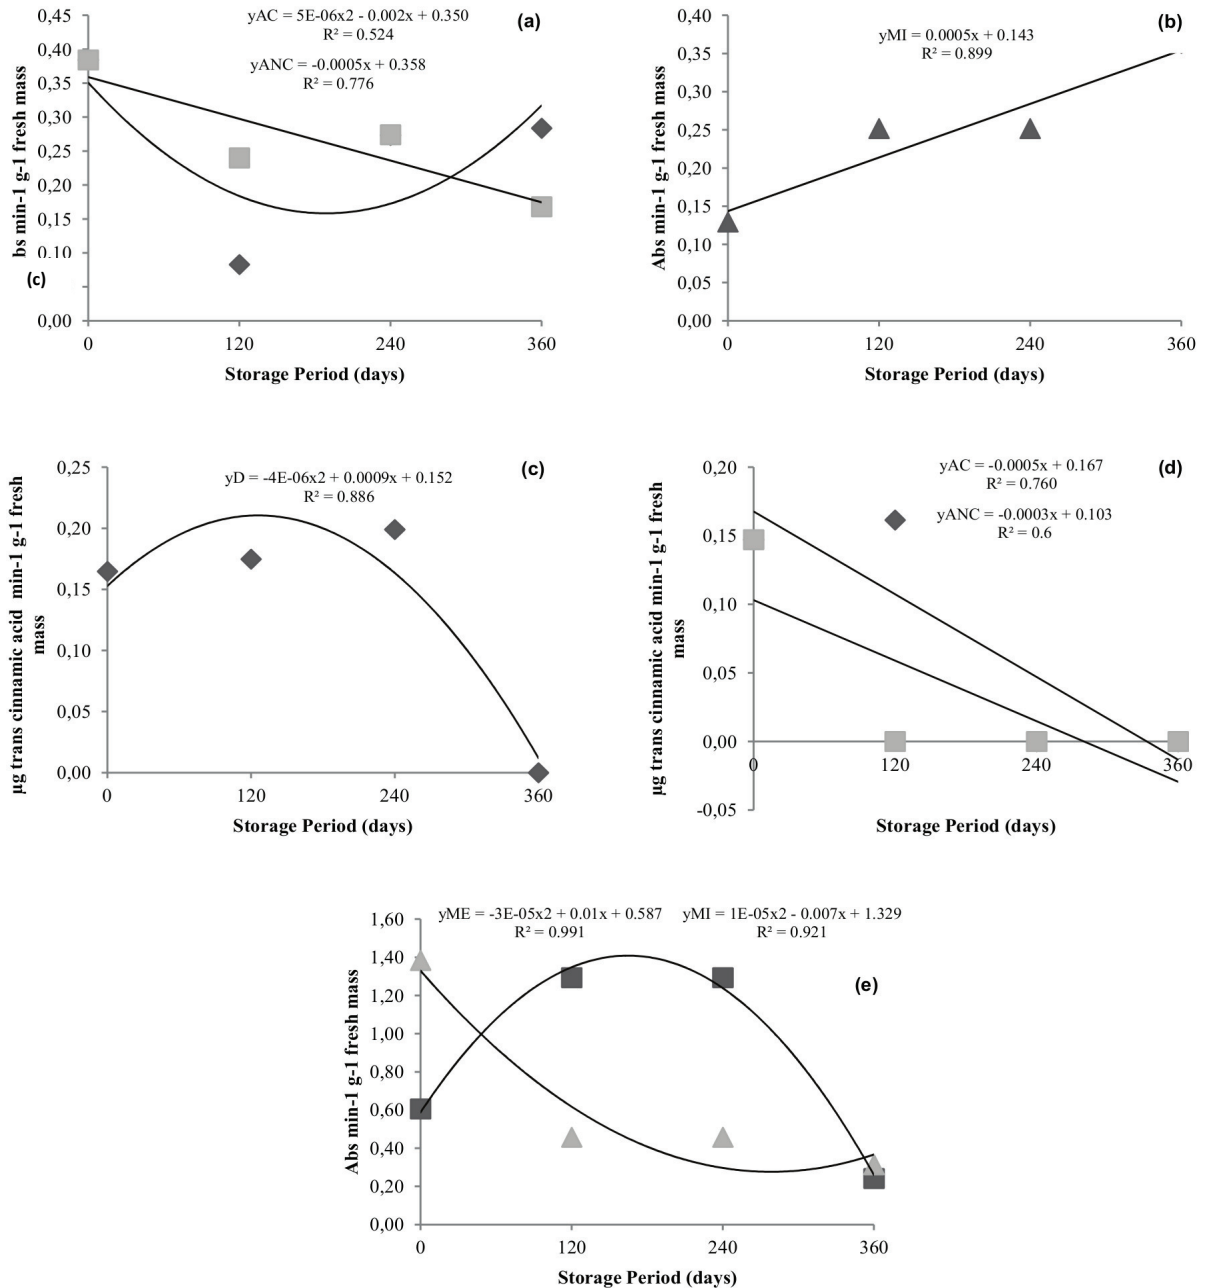 yAC = 5E-06x2 - 0.002x + 0.350
R² = 0.524
yANC = -0.0005x + 0.358
R² = 0.776
(a)
bs min-1 g-1 fresh mass
(c)
0,45
0,40
0,35
0,30
0,25
0,20
0,15
0,10
0,00
0 120 240 360
Storage Period (days)
yMI = 0.0005x + 0.143
R² = 0.899
(b)
Abs min-1 g-1 fresh mass
0,40
0,35
0,30
0,25
0,20
0,15
0,10
0,05
0,00
0 120 240 360
Storage Period (days)
yD = -4E-06x2 + 0.0009x + 0.152
R² = 0.886
(c)
µg trans cinnamic acid min-1 g-1 fresh
mass
0,25
0,20
0,15
0,10
0,05
0,00
0 120 240 360
Storage Period (days)
yAC = -0.0005x + 0.167
R² = 0.760
yANC = -0.0003x + 0.103
R² = 0.6
(d)
µg trans cinnamic acid min-1 g-1 fresh
mass
0,20
0,15
0,10
0,05
0,00
-0,05
0 120 240 360
Storage Period (days)
yME = -3E-05x2 + 0.01x + 0.587
R² = 0.991
yMI = 1E-05x2 - 0.007x + 1.329
R² = 0.921
(e)
Abs min-1 g-1 fresh mass
1,60
1,40
1,20
1,00
0,80
0,60
0,40
0,20
0,00
0 120 240 360
Storage Period (days)